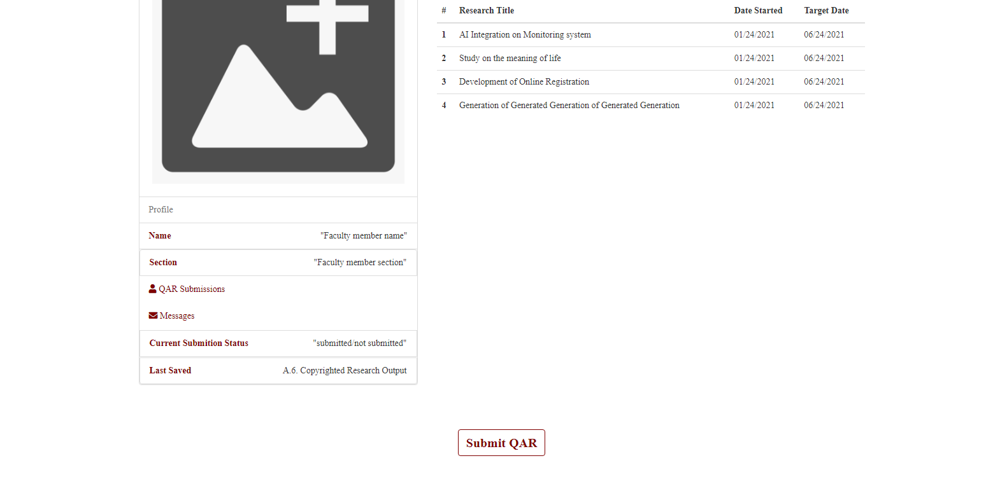 # Research Title Date Started Target Date
1 AI Integration on Monitoring system 01/24/2021 06/24/2021
2 Study on the meaning of life 01/24/2021 06/24/2021
3 Development of Online Registration 01/24/2021 06/24/2021
4 Generation of Generated Generation of Generated Generation 01/24/2021 06/24/2021
Profile
Name "Faculty member name"
Section "Faculty member section"
QAR Submissions
Messages
Current Submition Status "submitted/not submitted"
Last Saved A.6. Copyrighted Research Output
Submit QAR